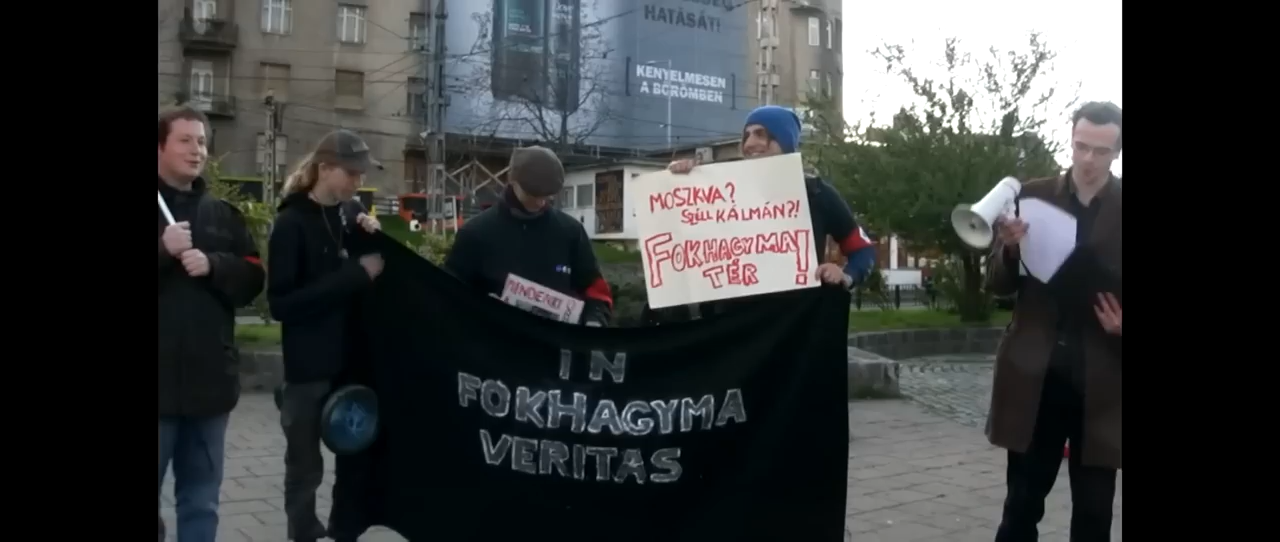 HATÁSÁT!
KENYELMESEN
A BŐRÖMBEN
MOSZKVA?
SZÉLL KÁLMÁN?!
FOKHAGYMA
TÉR!
MINDENKI
IN
FOKHAGYMA
VERITAS